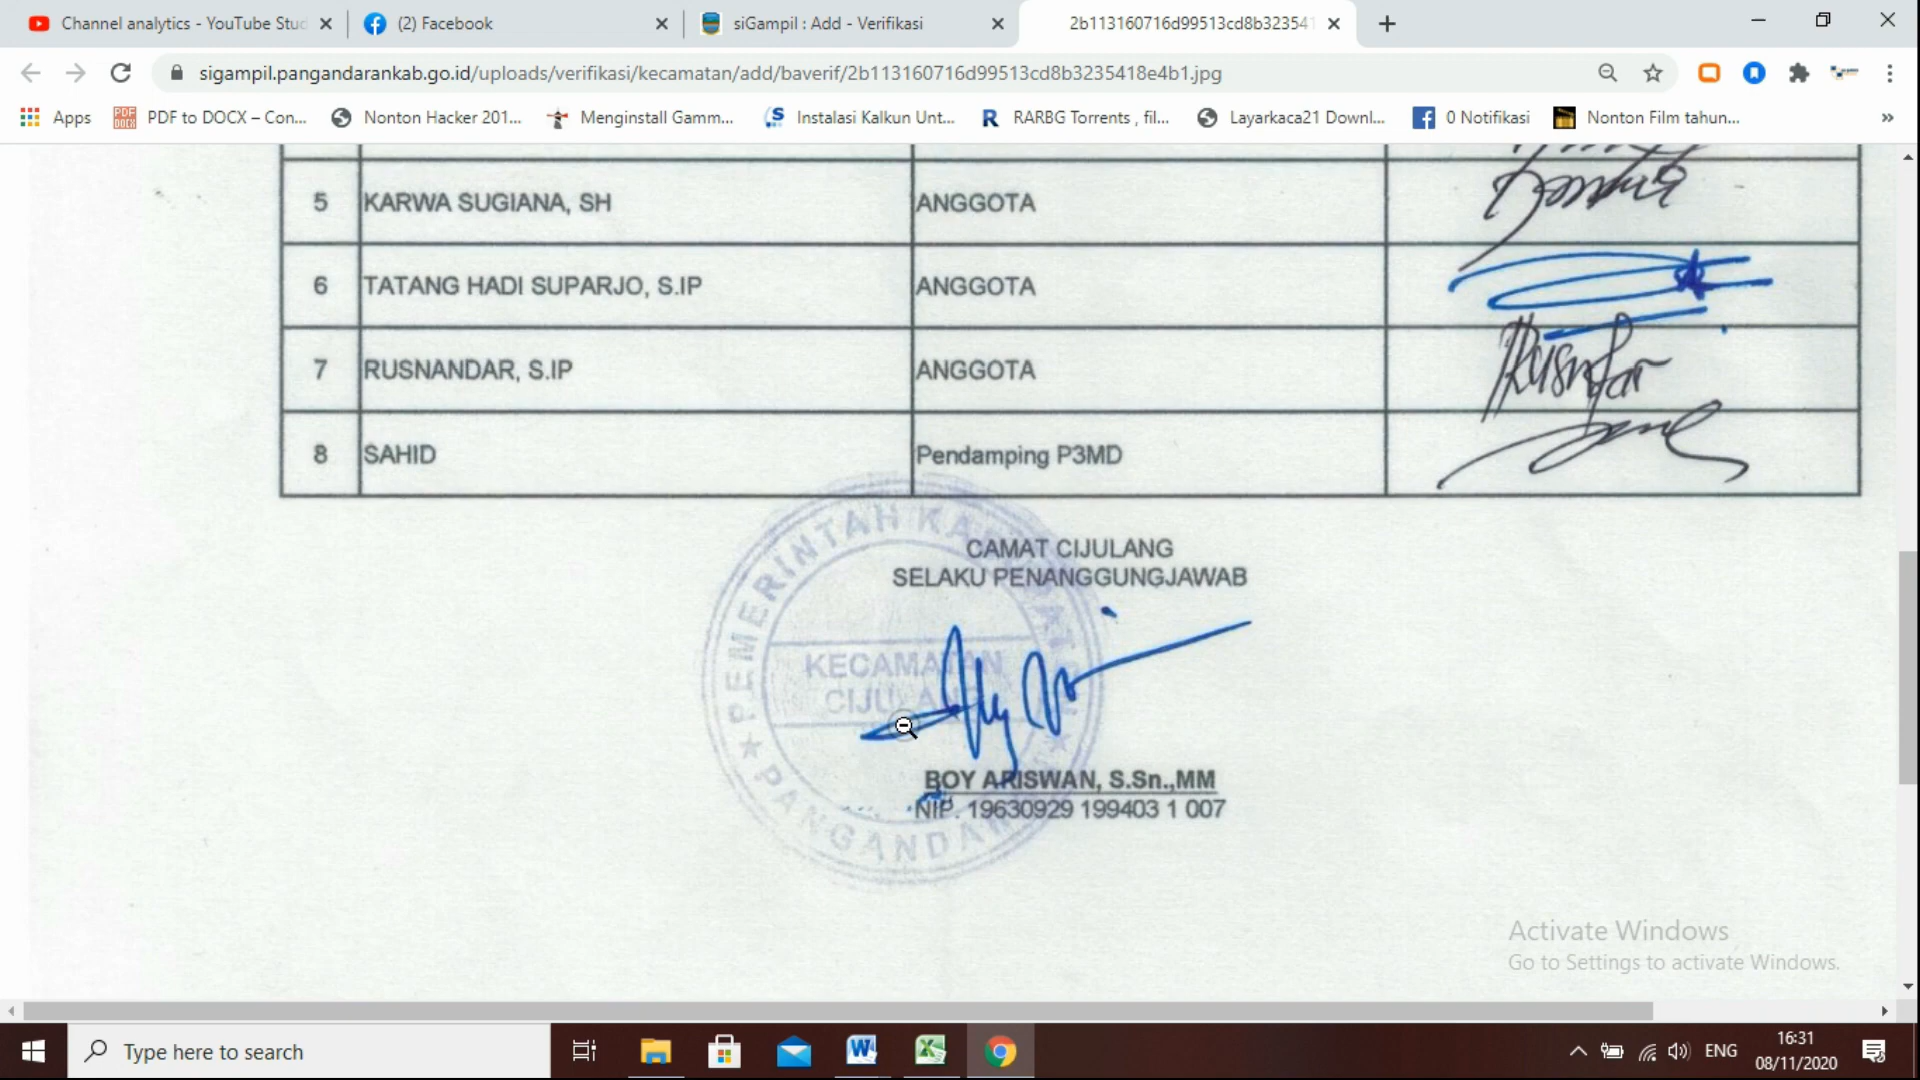 Channel analytics - YouTube Stud
(2) Facebook
siGampil : Add - Verifikasi
2b113160716d99513cd8b32354
sigampil.pangandarankab.go.id/uploads/verifikasi/kecamatan/add/baverif/2b113160716d99513cd8b3235418e4b1.jpg
Apps
PDF to DOCX – Con...
Nonton Hacker 201...
Menginstall Gamm...
Instalasi Kalkun Unt...
RARBG Torrents , fil...
Layarkaca21 Downl...
0 Notifikasi
Nonton Film tahun...
»
5 KARWA SUGIANA, SH ANGGOTA
6 TATANG HADI SUPARJO, S.IP ANGGOTA
7 RUSNANDAR, S.IP ANGGOTA
8 SAHID Pendamping P3MD
CAMAT CIJULANG
SELAKU PENANGGUNGJAWAB
PEMERINTAH
KECAMATAN
CIJULANG
BOY ARISWAN, S.Sn.,MM
NIP. 19630929 199403 1 007
Activate Windows
Go to Settings to activate Windows.
Type here to search
ENG
16:31
08/11/2020